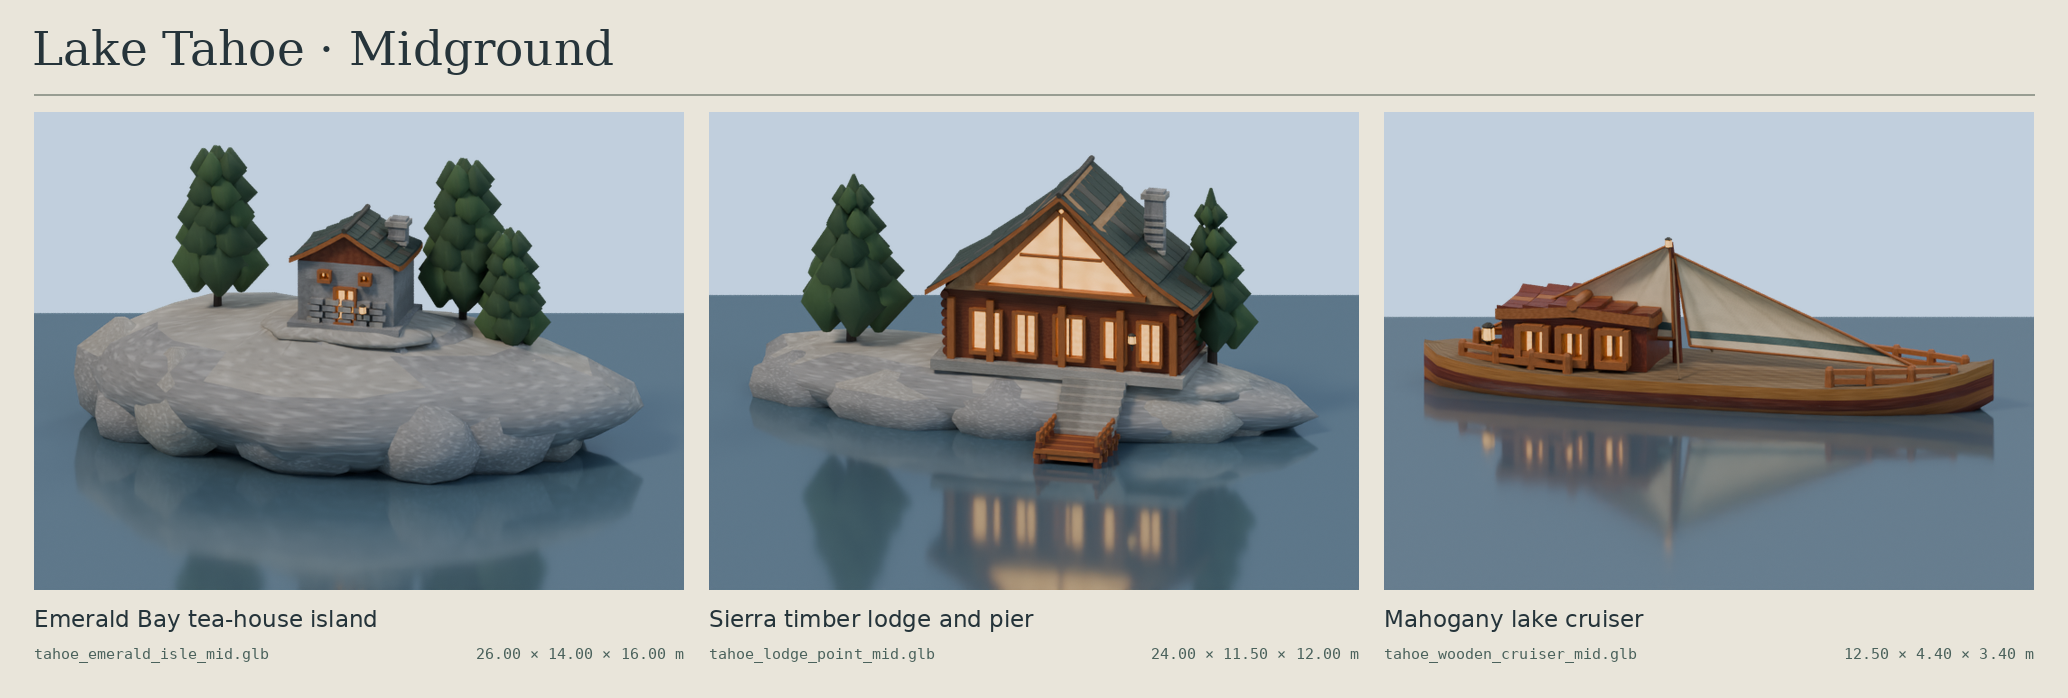 Lake Tahoe · Midground
Emerald Bay tea-house island
tahoe_emerald_isle_mid.glb 26.00 × 14.00 × 16.00 m
Sierra timber lodge and pier
tahoe_lodge_point_mid.glb 24.00 × 11.50 × 12.00 m
Mahogany lake cruiser
tahoe_wooden_cruiser_mid.glb 12.50 × 4.40 × 3.40 m